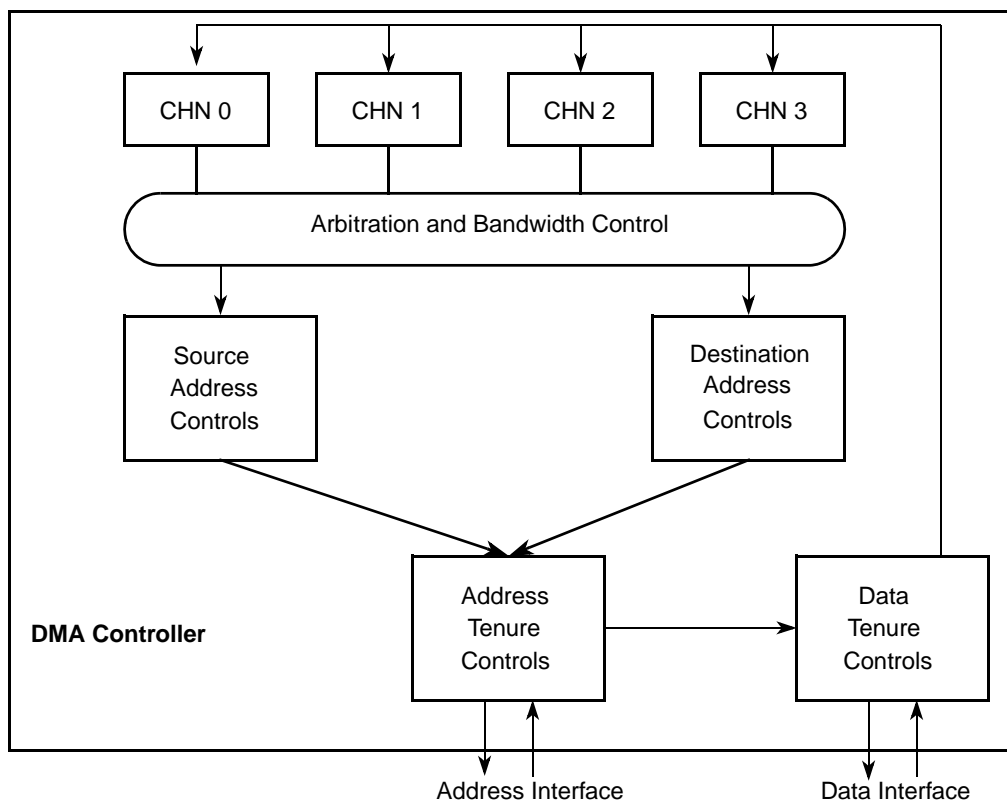 CHN 0
CHN 1
CHN 2
CHN 3
Arbitration and Bandwidth Control
Source
Address
Controls
Destination
Address
Controls
Address
Tenure
Controls
Data
Tenure
Controls
DMA Controller
Address Interface
Data Interface